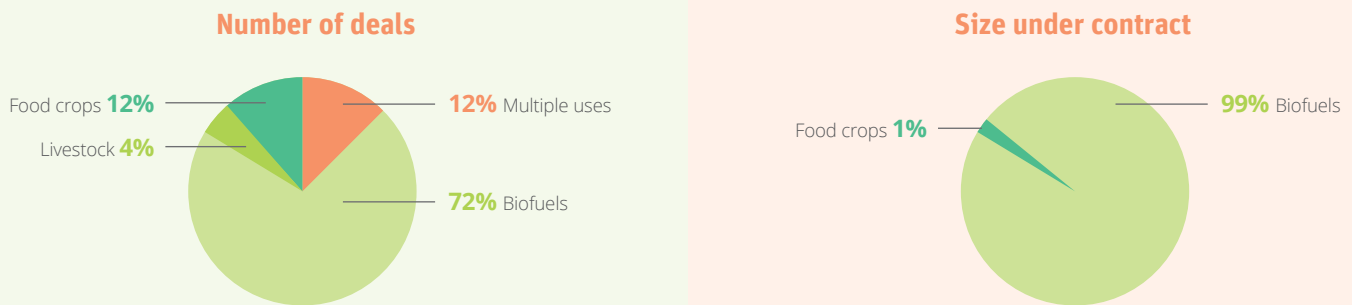 Number of deals
Food crops 12%
12% Multiple uses
Livestock 4%
72% Biofuels
Size under contract
99% Biofuels
Food crops 1%